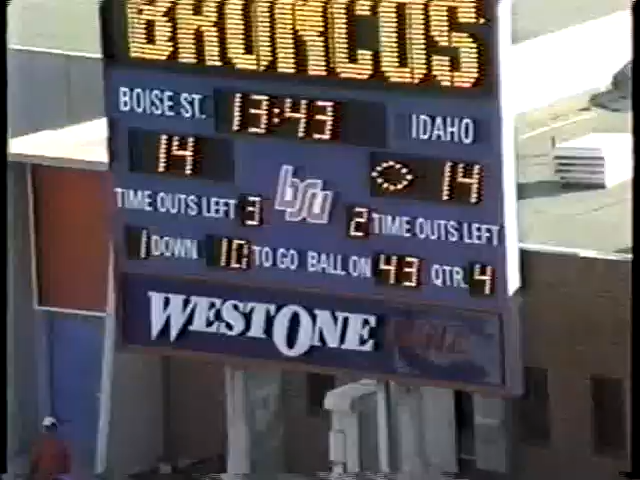 BRONCOS
BOISE ST. 13:43 IDAHO
14 14
bsu
TIME OUTS LEFT 3 2 TIME OUTS LEFT
1 DOWN 10 TO GO BALL ON 43 QTR. 4
WESTONE